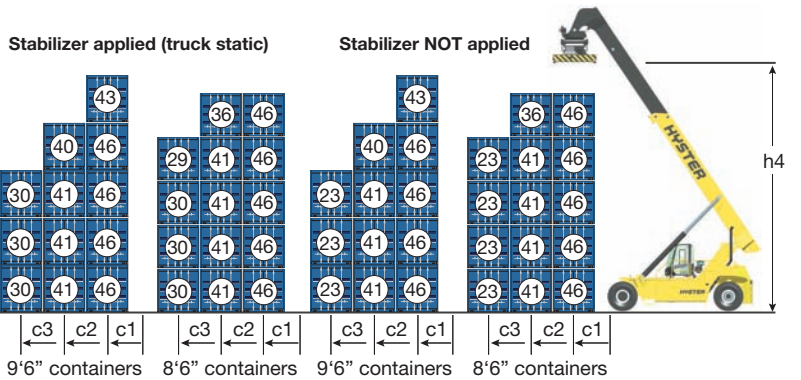 Stabilizer applied (truck static)
Stabilizer NOT applied
43
40 46
30 41 46
30 41 46
30 41 46
36 46
29 41 46
30 41 46
30 41 46
30 41 46
43
40 46
23 41 46
23 41 46
23 41 46
36 46
23 41 46
23 41 46
23 41 46
23 41 46
HYSTER
HYSTER
h4
c3 c2 c1
c3 c2 c1
c3 c2 c1
c3 c2 c1
9‘6” containers
8‘6” containers
9‘6” containers
8‘6” containers